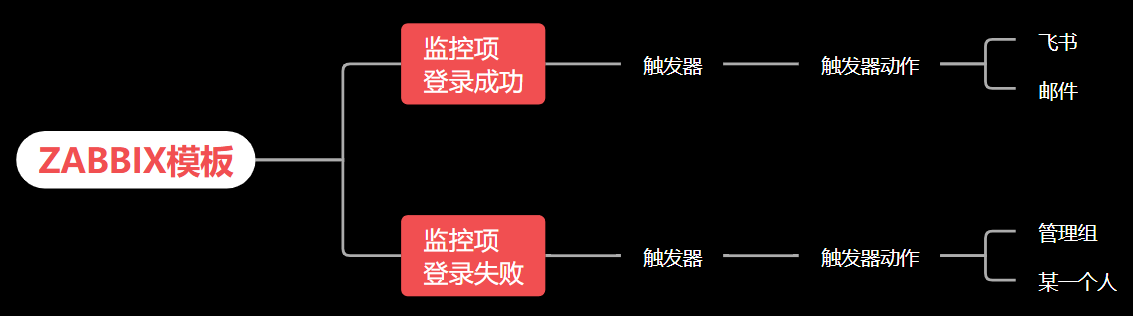 ZABBIX模板
监控项
登录成功
触发器
触发器动作
飞书
邮件
监控项
登录失败
触发器
触发器动作
管理组
某一个人